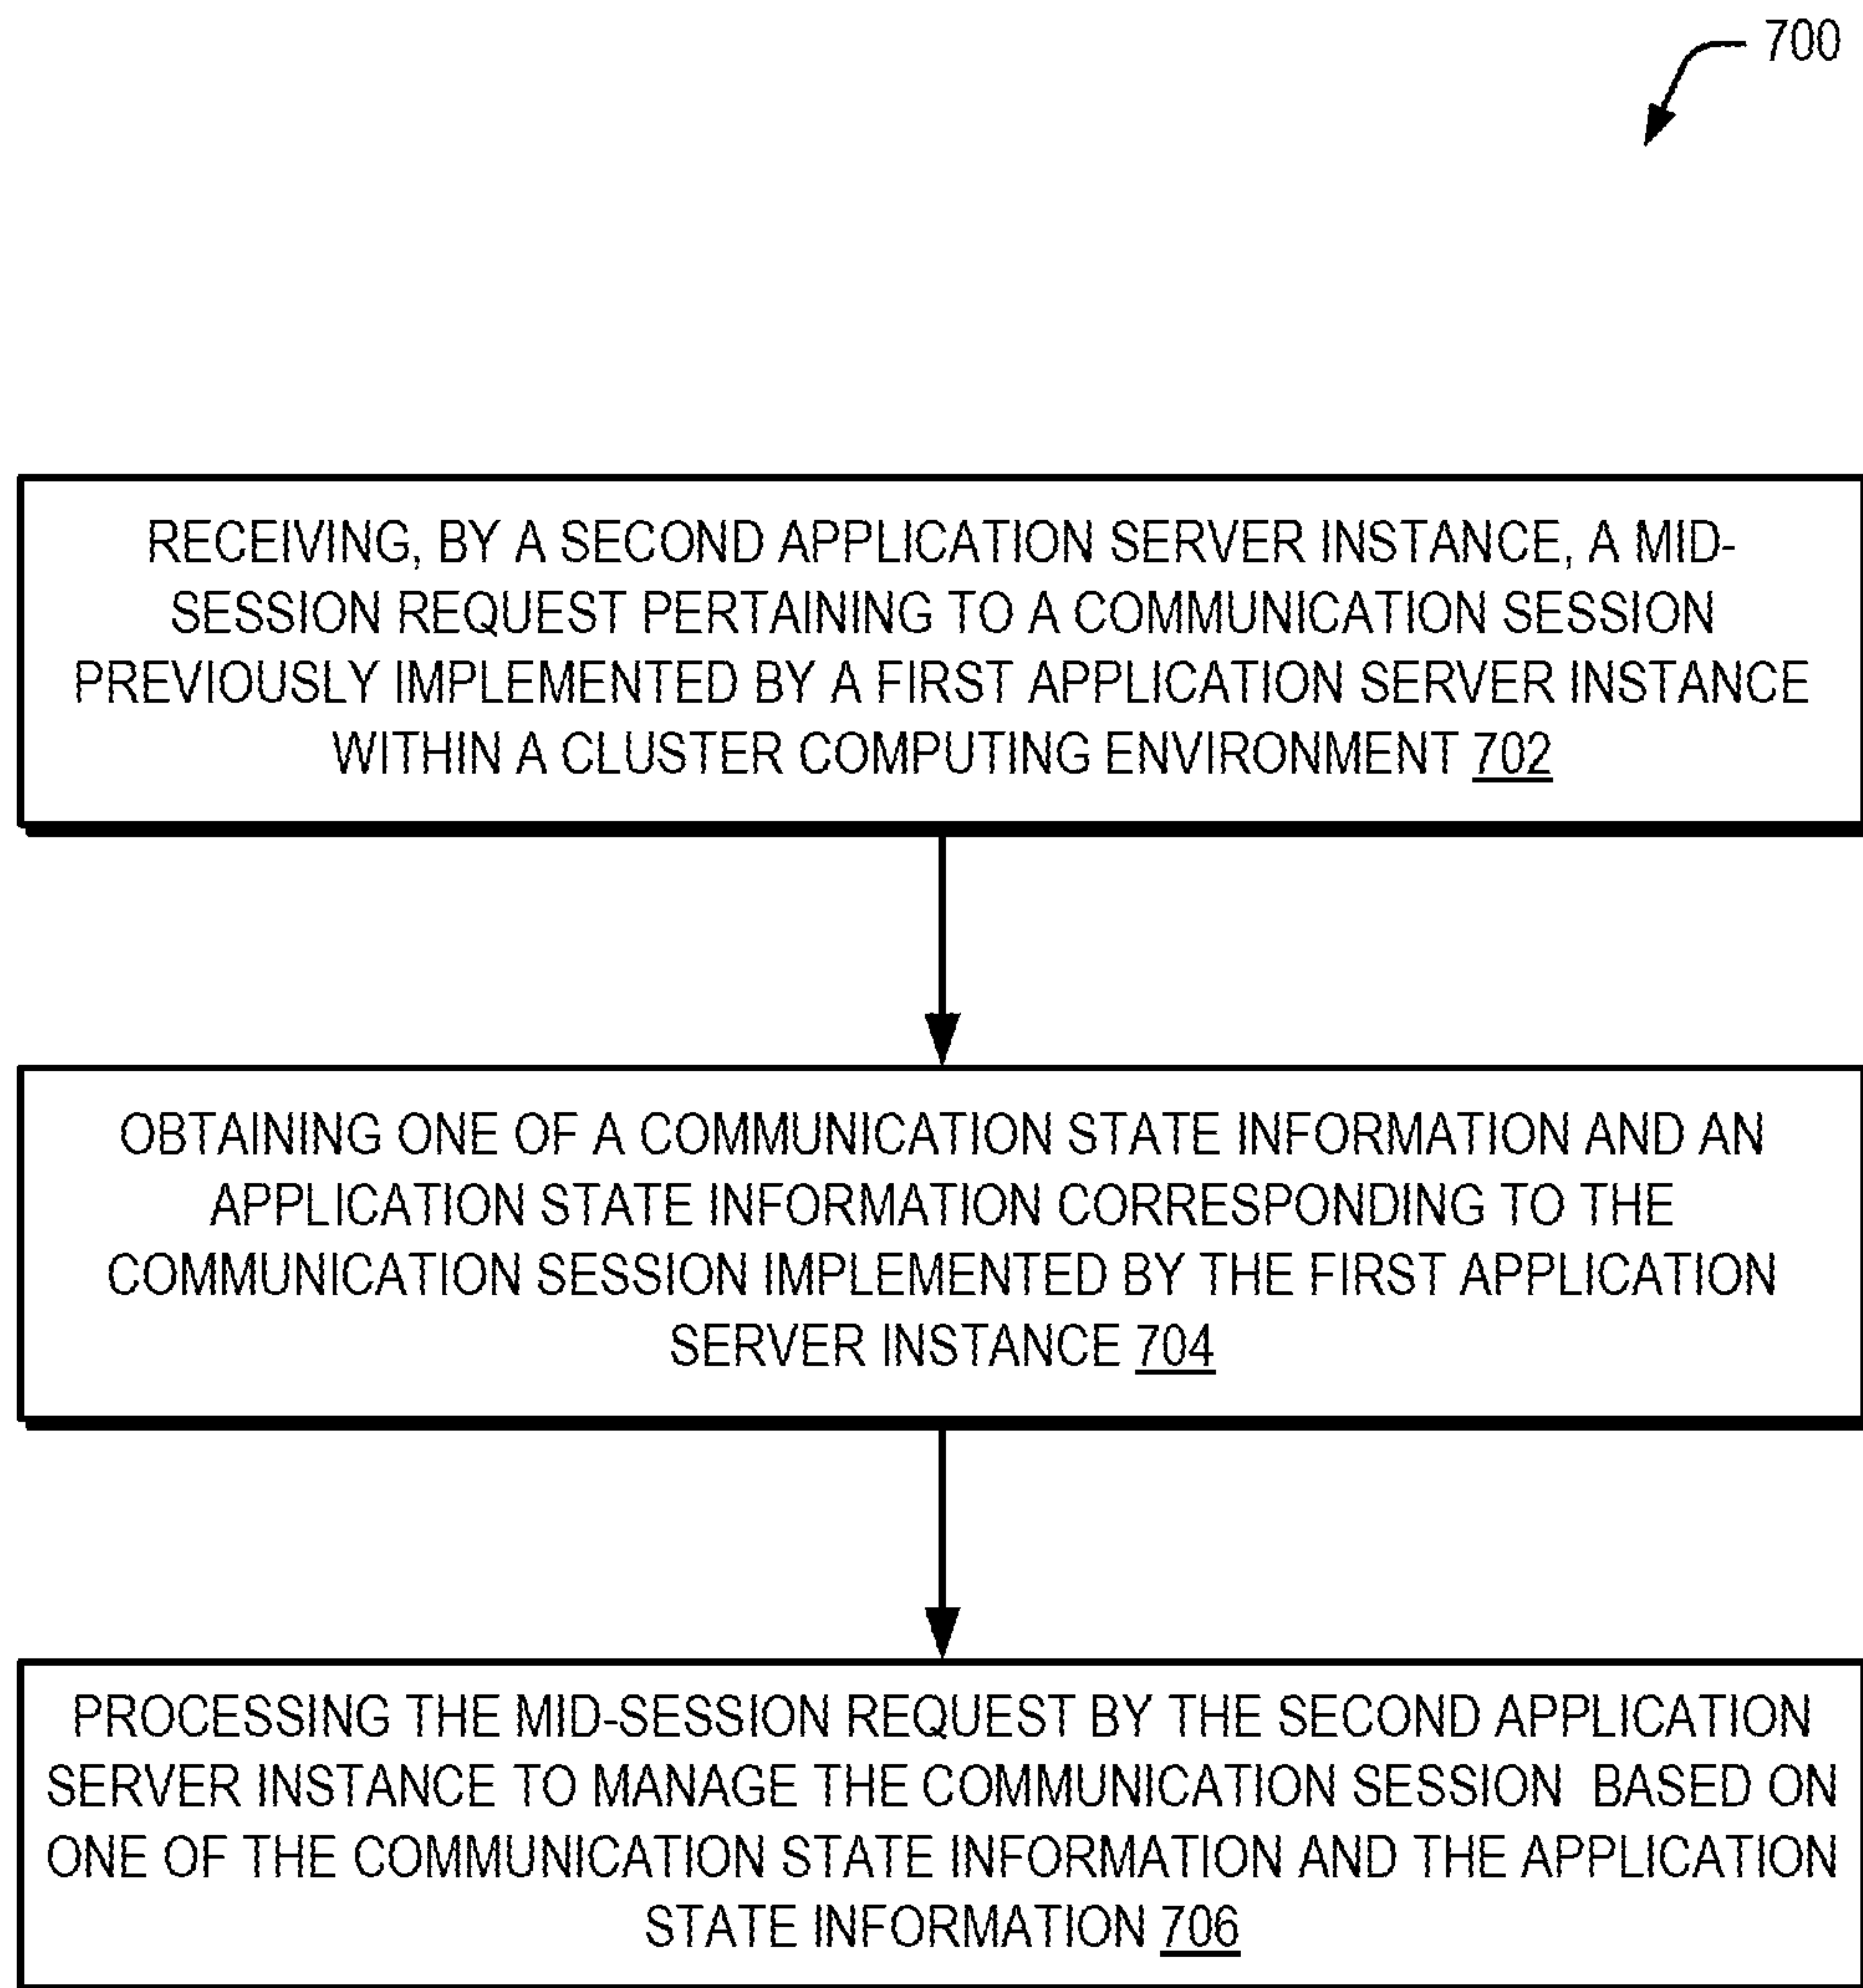 700
RECEIVING, BY A SECOND APPLICATION SERVER INSTANCE, A MID-
SESSION REQUEST PERTAINING TO A COMMUNICATION SESSION
PREVIOUSLY IMPLEMENTED BY A FIRST APPLICATION SERVER INSTANCE
WITHIN A CLUSTER COMPUTING ENVIRONMENT 702
OBTAINING ONE OF A COMMUNICATION STATE INFORMATION AND AN
APPLICATION STATE INFORMATION CORRESPONDING TO THE
COMMUNICATION SESSION IMPLEMENTED BY THE FIRST APPLICATION
SERVER INSTANCE 704
PROCESSING THE MID-SESSION REQUEST BY THE SECOND APPLICATION
SERVER INSTANCE TO MANAGE THE COMMUNICATION SESSION BASED ON
ONE OF THE COMMUNICATION STATE INFORMATION AND THE APPLICATION
STATE INFORMATION 706